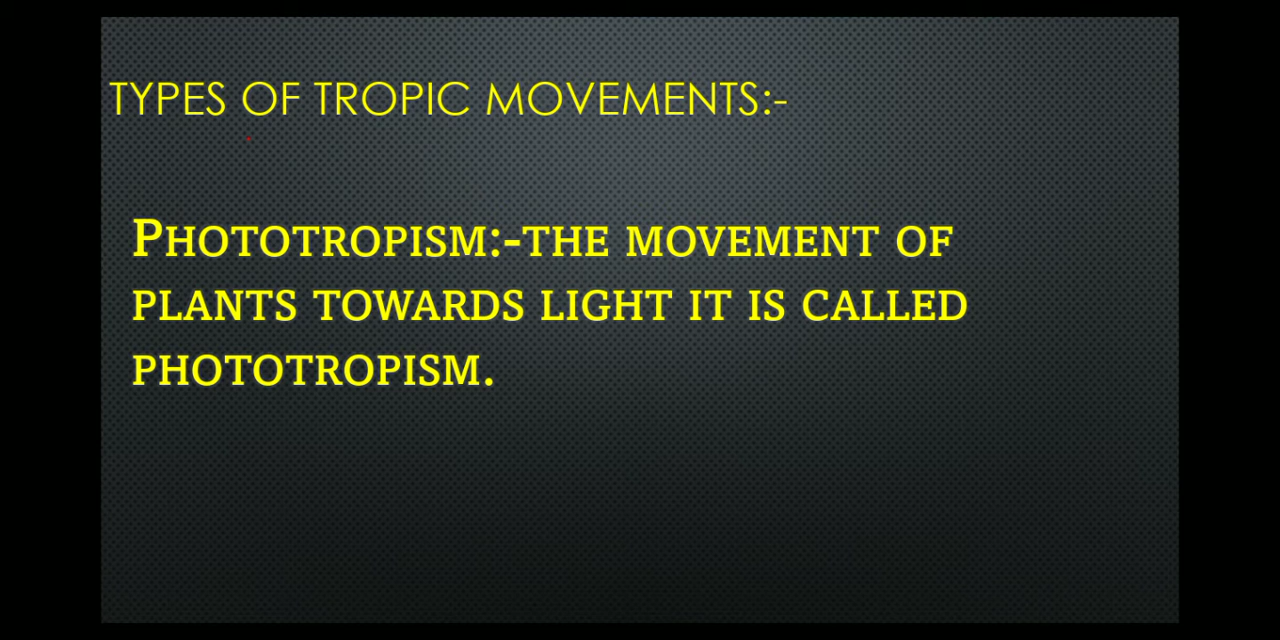 TYPES OF TROPIC MOVEMENTS:-
PHOTOTROPISM:-THE MOVEMENT OF
PLANTS TOWARDS LIGHT IT IS CALLED
PHOTOTROPISM.